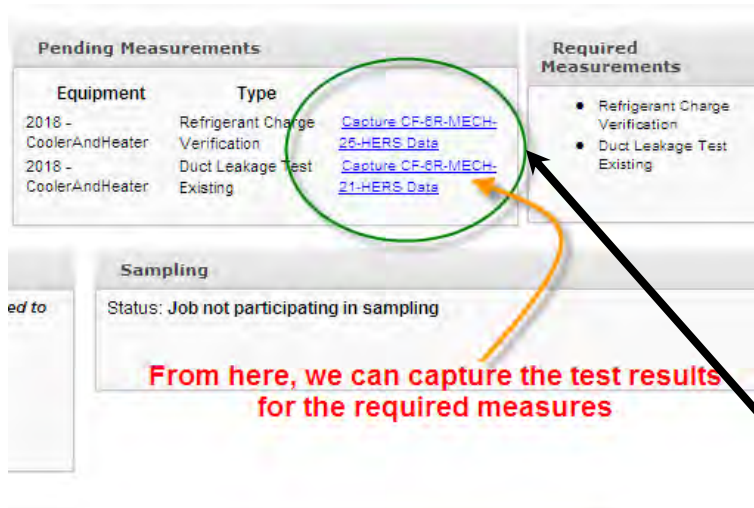 Pending Measurements
Equipment Type
2018 - Refrigerant Charge Capture CF-6R-MECH-
CoolerAndHeater Verification 25-HERS Data
2018 - Duct Leakage Test Capture CF-6R-MECH-
CoolerAndHeater Existing 21-HERS Data
Required
Measurements
• Refrigerant Charge
Verification
• Duct Leakage Test
Existing
ed to
Sampling
Status: Job not participating in sampling
From here, we can capture the test results
for the required measures